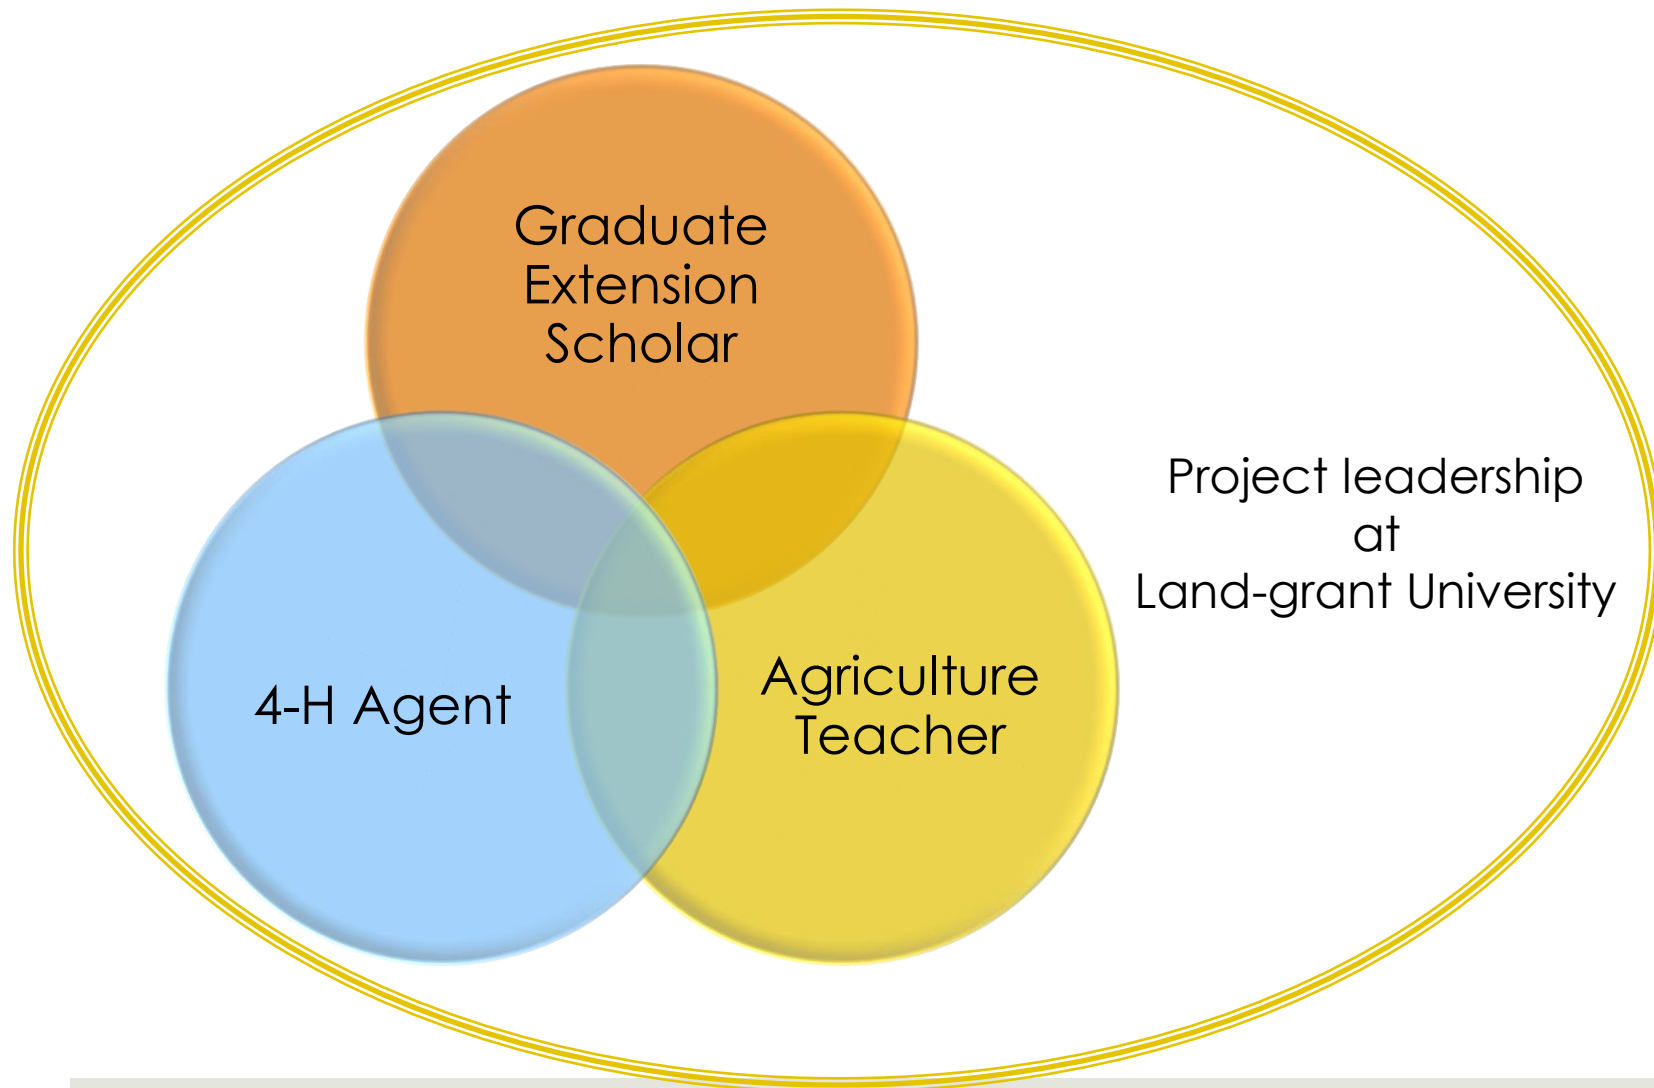 Graduate
Extension
Scholar
Project leadership
at
Land-grant University
4-H Agent
Agriculture
Teacher